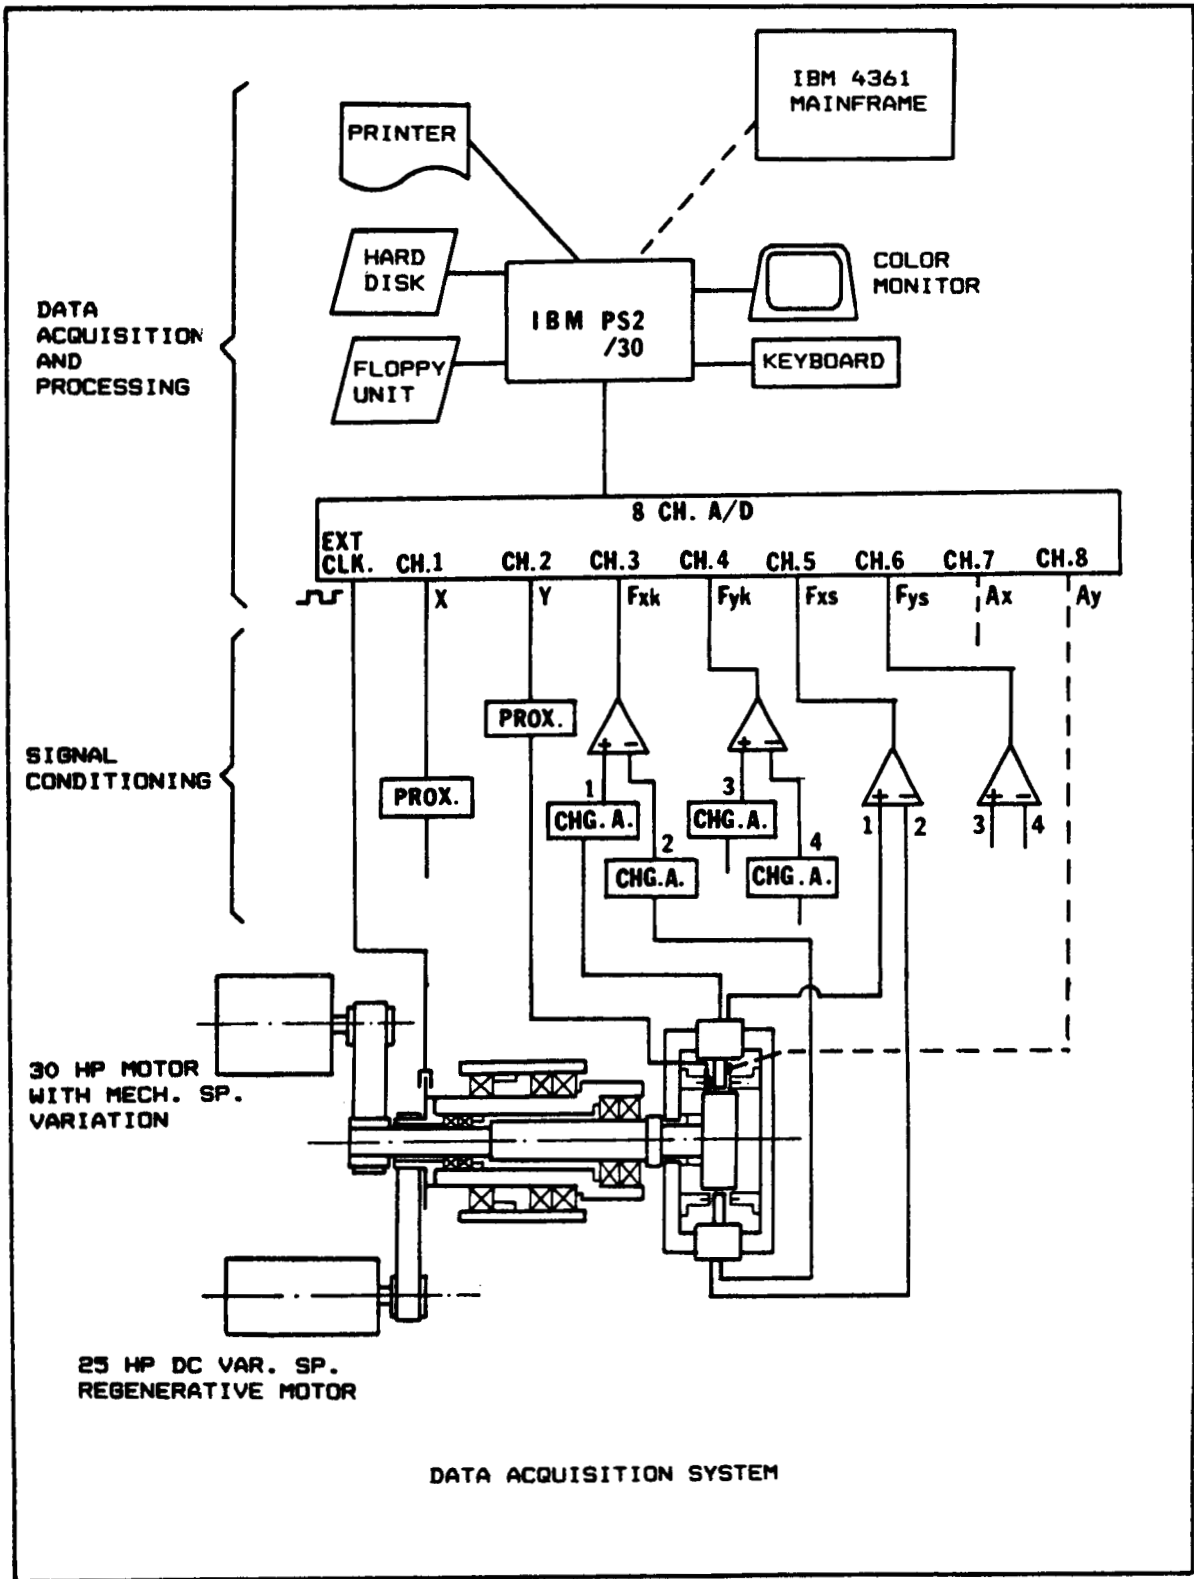 IBM 4361
MAINFRAME
PRINTER
HARD
DISK
COLOR
MONITOR
IBM PS2
/30
DATA
ACQUISITION
AND
PROCESSING
FLOPPY
UNIT
KEYBOARD
8 CH. A/D
EXT
CLK.
CH.1
CH.2
CH.3
CH.4
CH.5
CH.6
CH.7
CH.8
X
Y
Fxk
Fyk
Fxs
Fys
Ax
Ay
SIGNAL
CONDITIONING
PROX.
PROX.
+ -
+ -
+ -
+ -
1
CHG. A.
2
CHG.A.
3
CHG. A.
4
CHG. A.
1
2
3
4
30 HP MOTOR
WITH MECH. SP.
VARIATION
25 HP DC VAR. SP.
REGENERATIVE MOTOR
DATA ACQUISITION SYSTEM